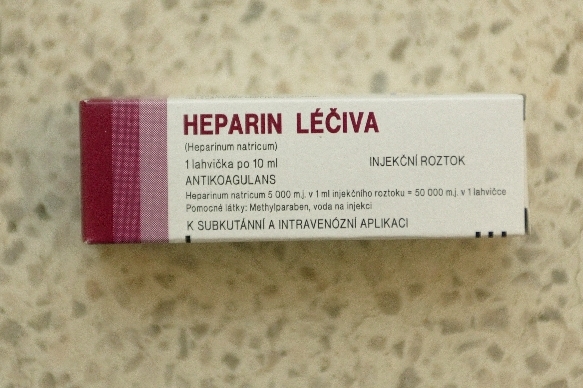 HEPARIN LÉČIVA
(Heparinum natricum)
1 lahvička po 10 ml INJEKČNÍ ROZTOK
ANTIKOAGULANS
Heparinum natricum 5 000 m.j. v 1 ml injekčního roztoku = 50 000 m.j. v 1 lahvičce
Pomocné látky: Methylparaben, voda na injekci
K SUBKUTÁNNÍ A INTRAVENÓZNÍ APLIKACI